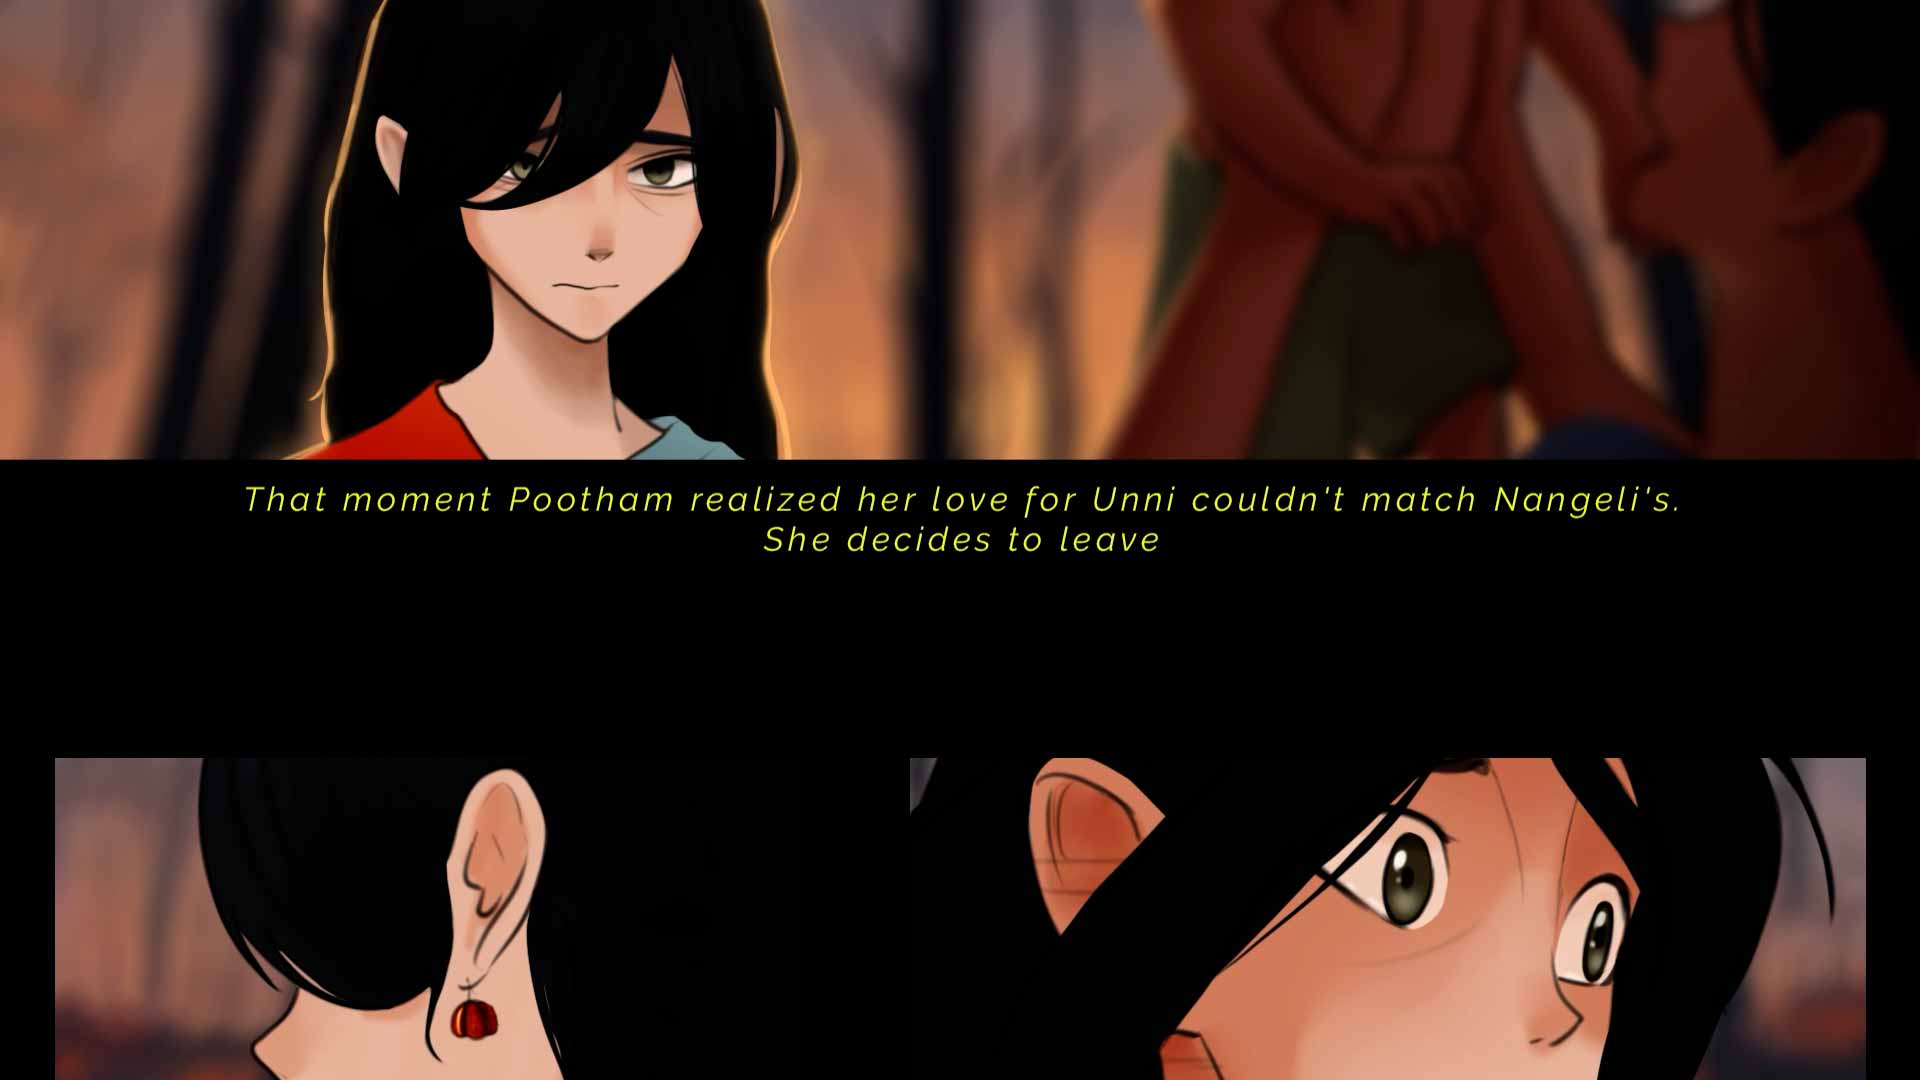 That moment Pootham realized her love for Unni couldn't match Nangeli's.
She decides to leave